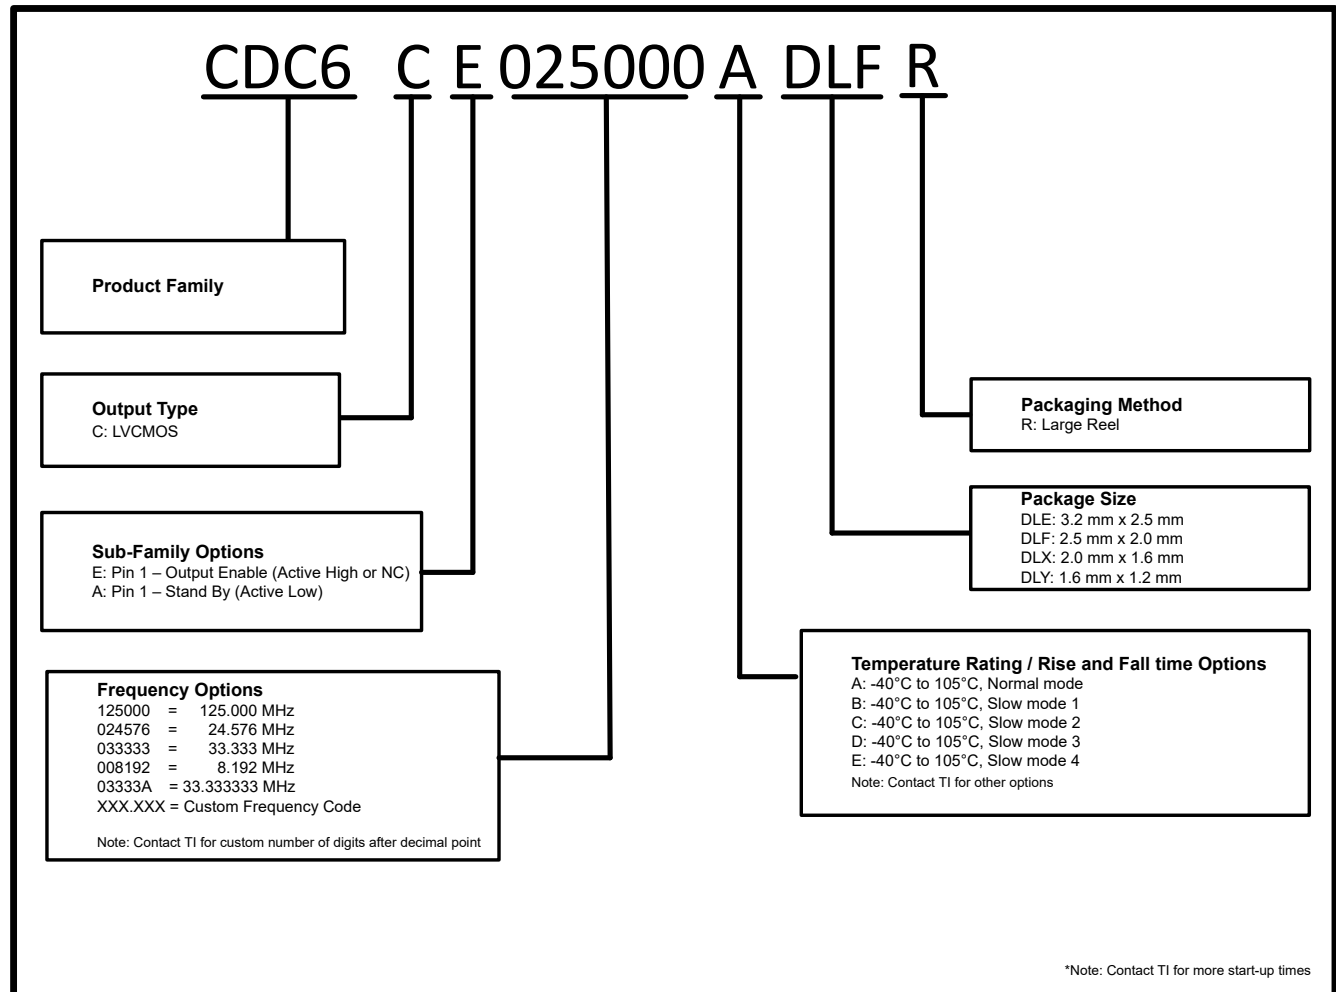 CDC6 C E 025000 A DLF R
Product Family
Output Type
C: LVCMOS
Sub-Family Options
E: Pin 1 – Output Enable (Active High or NC)
A: Pin 1 – Stand By (Active Low)
Frequency Options
125000 = 125.000 MHz
024576 = 24.576 MHz
033333 = 33.333 MHz
008192 = 8.192 MHz
03333A = 33.333333 MHz
XXX.XXX = Custom Frequency Code
Note: Contact TI for custom number of digits after decimal point
Packaging Method
R: Large Reel
Package Size
DLE: 3.2 mm x 2.5 mm
DLF: 2.5 mm x 2.0 mm
DLX: 2.0 mm x 1.6 mm
DLY: 1.6 mm x 1.2 mm
Temperature Rating / Rise and Fall time Options
A: -40°C to 105°C, Normal mode
B: -40°C to 105°C, Slow mode 1
C: -40°C to 105°C, Slow mode 2
D: -40°C to 105°C, Slow mode 3
E: -40°C to 105°C, Slow mode 4
Note: Contact TI for other options
*Note: Contact TI for more start-up times